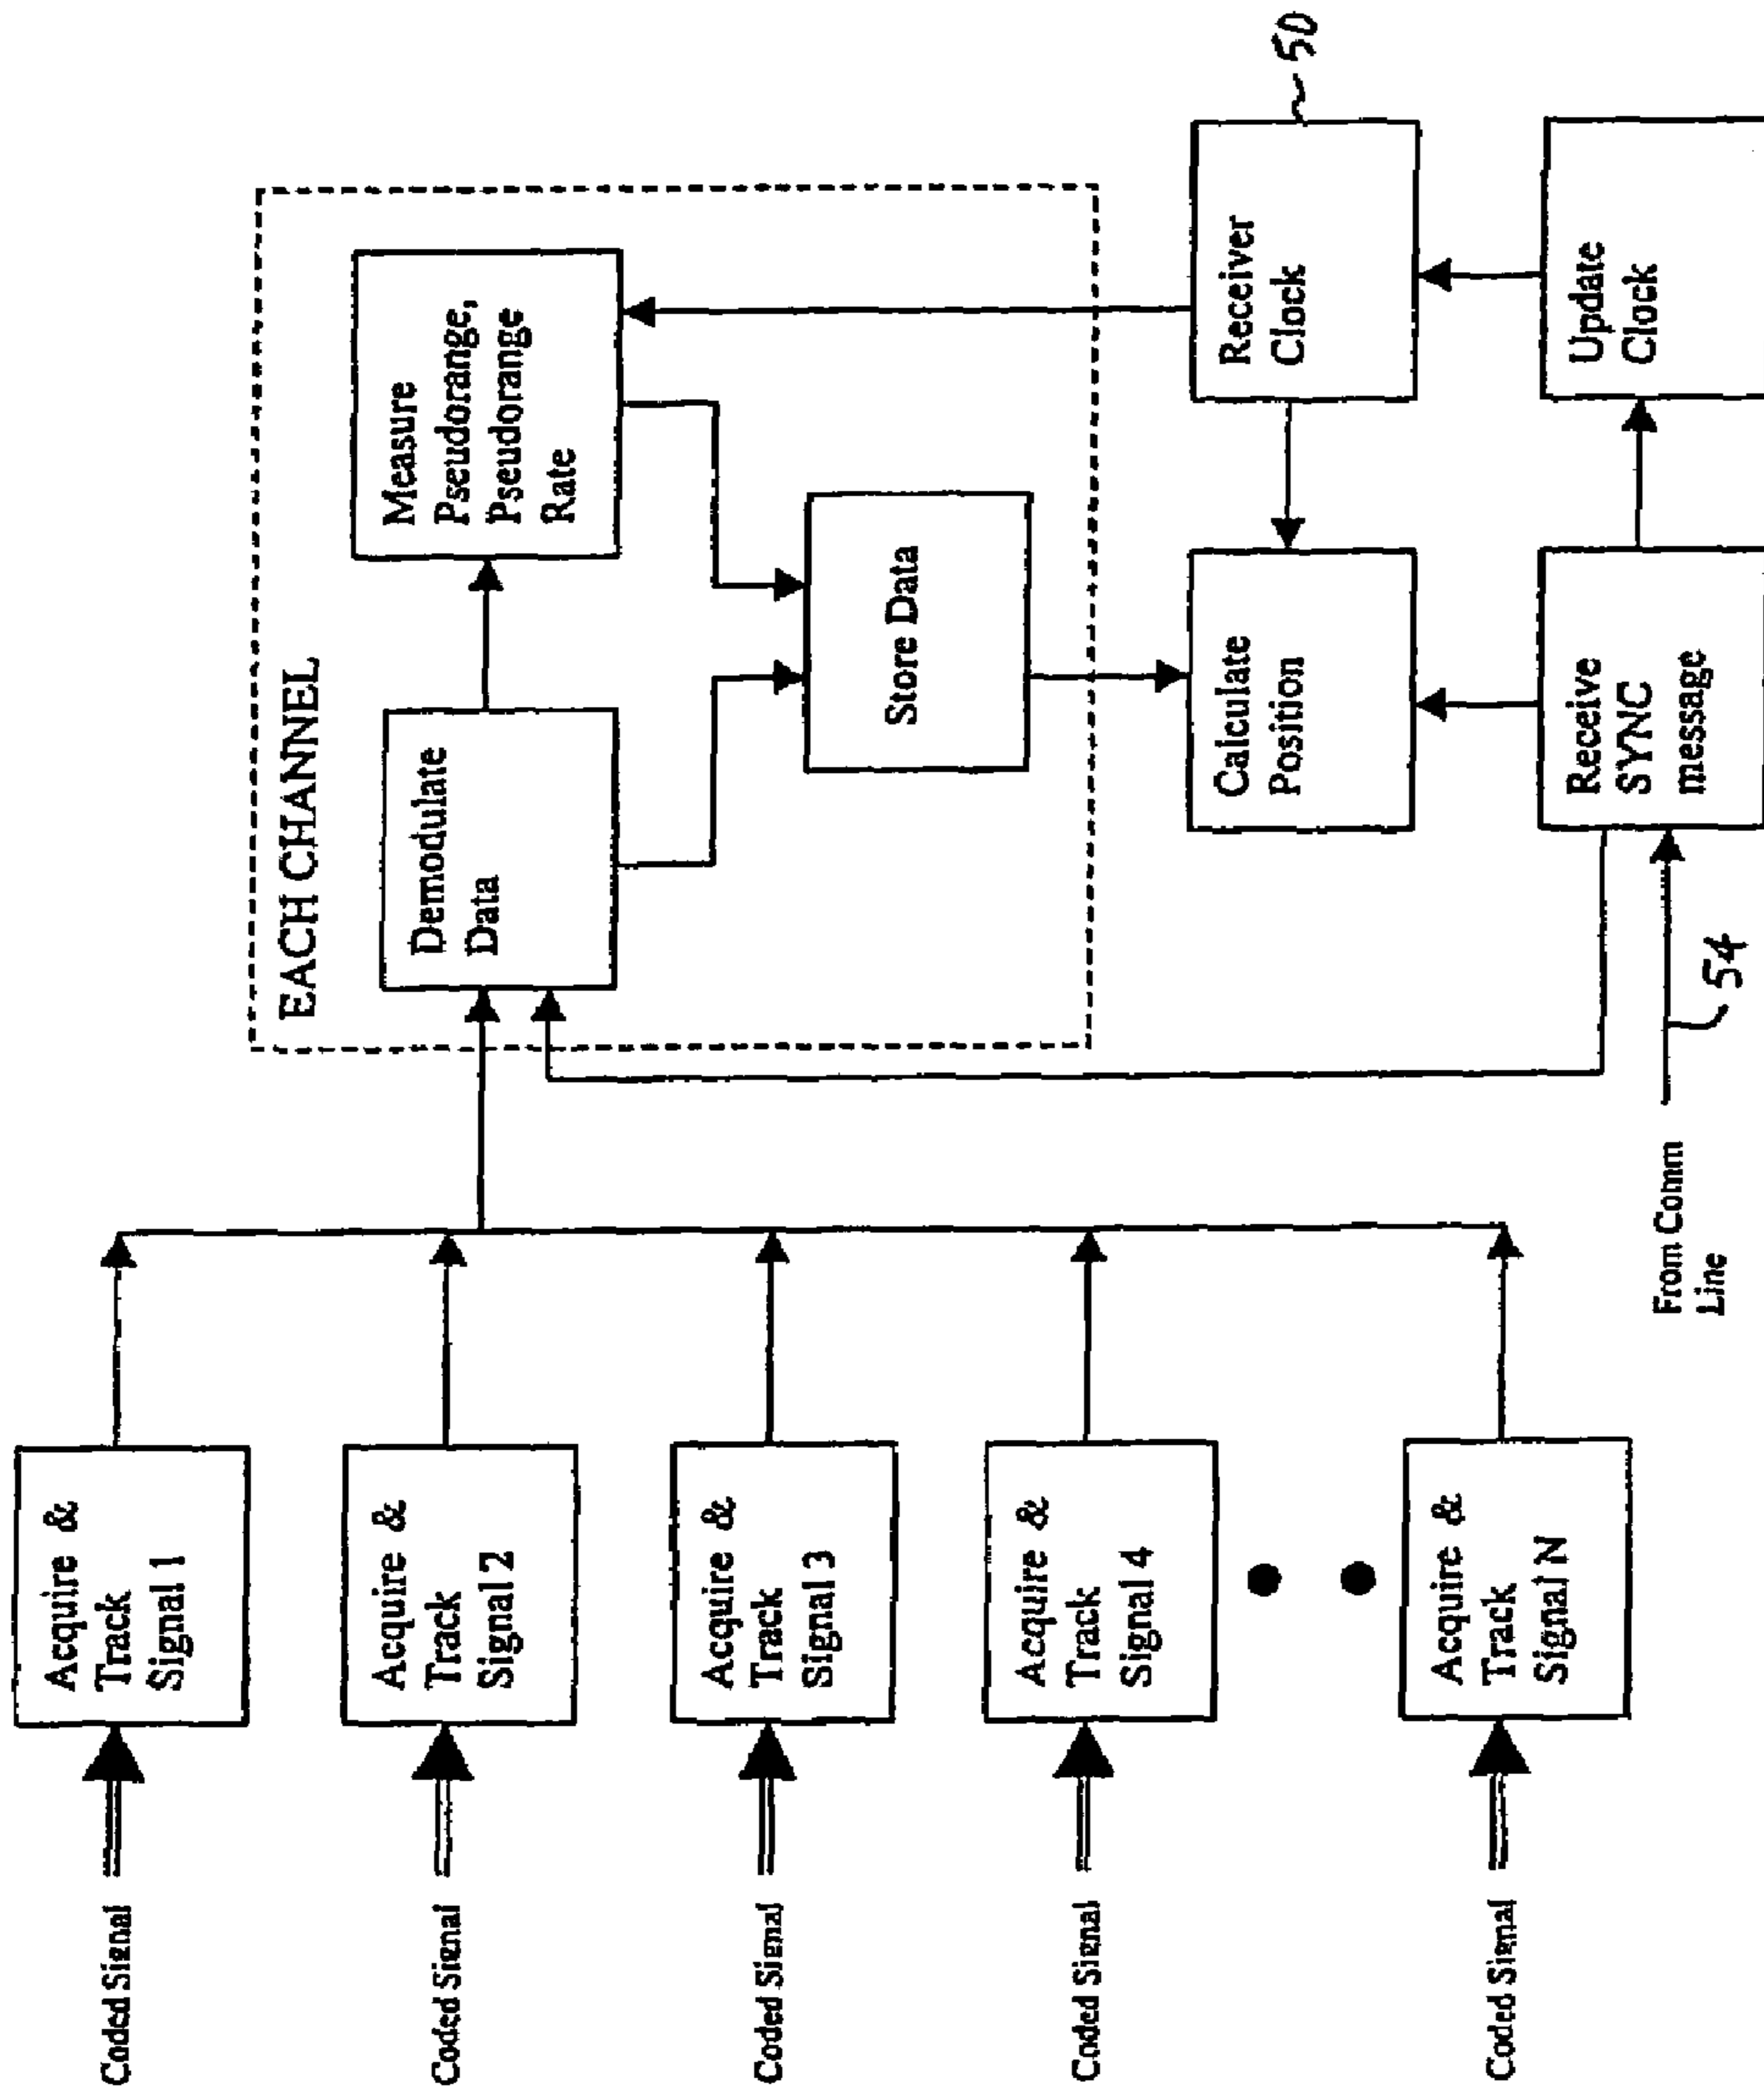 Coded Signal
Acquire &
Track
Signal 1
Coded Signal
Acquire &
Track
Signal 2
Coded Signal
Acquire &
Track
Signal 3
Coded Signal
Acquire &
Track
Signal 4
Coded Signal
Acquire &
Track
Signal N
EACH CHANNEL
Demodulate
Data
Measure
Pseudorange,
Pseudorange
Rate
Store Data
Calculate
Position
Receiver
Clock
50
From Comm
Line
54
Receive
SYNC
message
Update
Clock